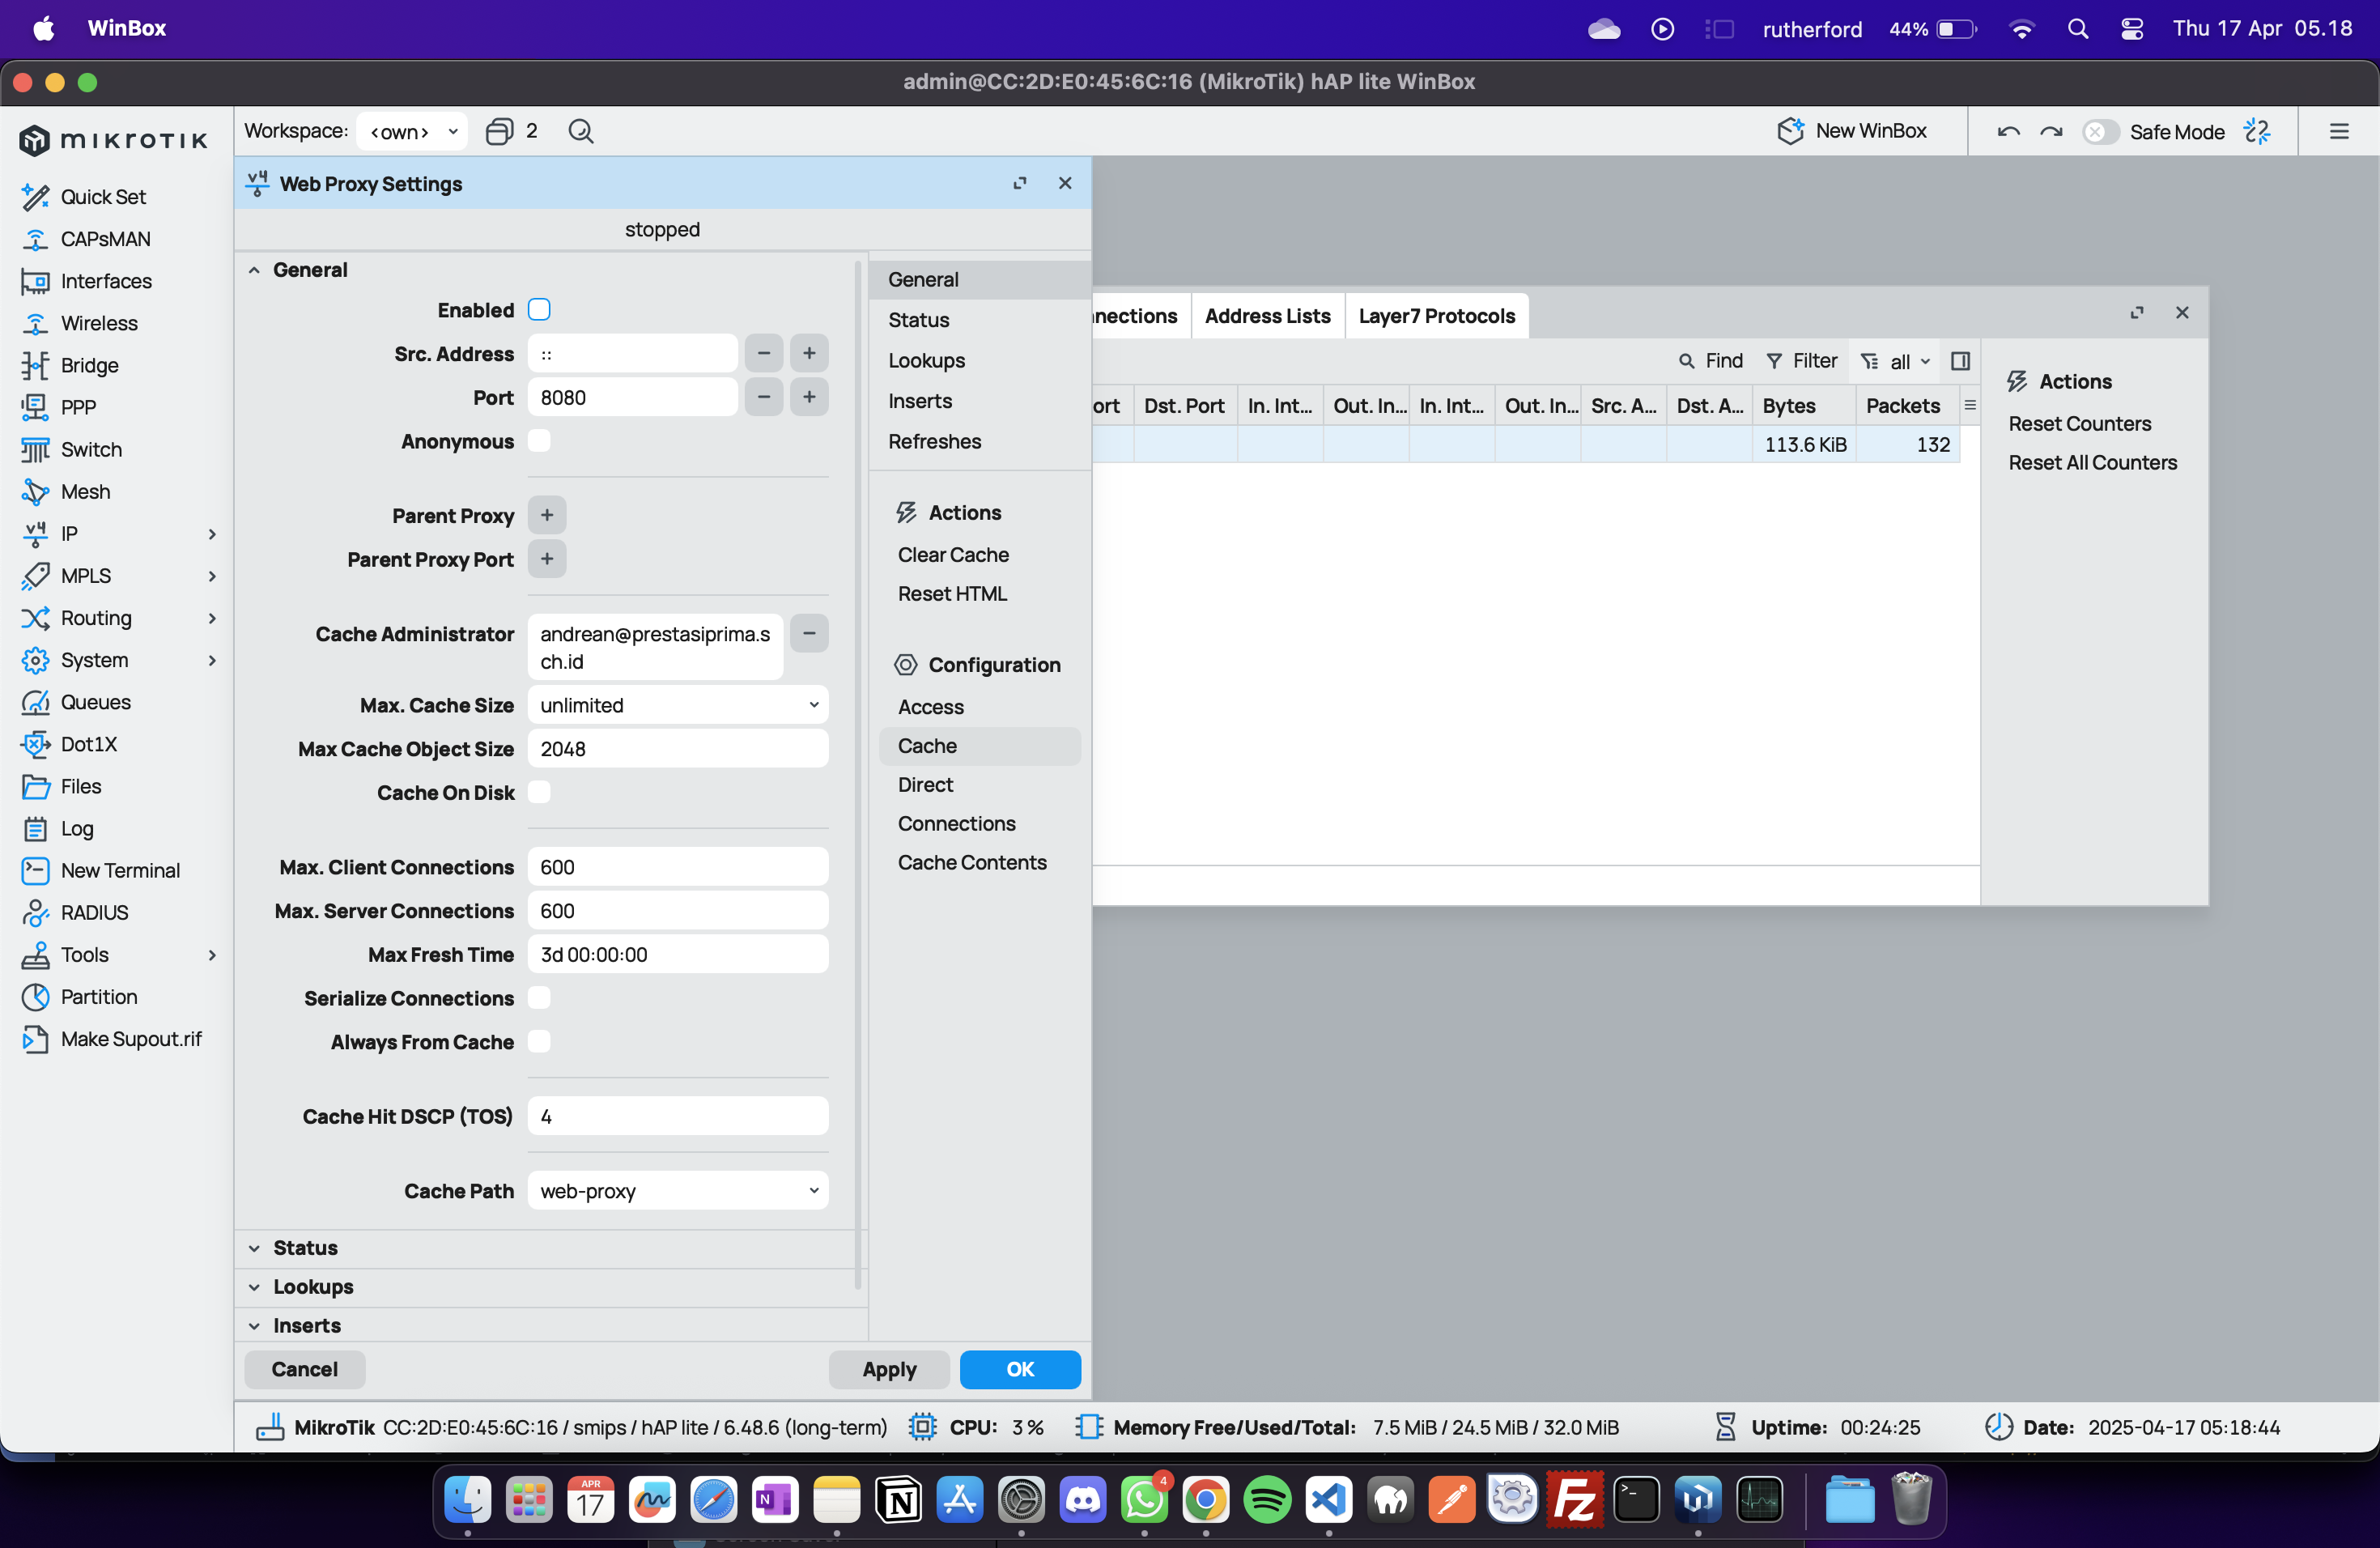 WinBox
rutherford
44%
Thu 17 Apr 05.18
admin@CC:2D:E0:45:6C:16 (MikroTik) hAP lite WinBox
mikrotik
Workspace: <own> 2
New WinBox
Safe Mode
Quick Set
CAPsMAN
Interfaces
Wireless
Bridge
PPP
Switch
Mesh
IP
MPLS
Routing
System
Queues
Dot1X
Files
Log
New Terminal
RADIUS
Tools
Partition
Make Supout.rif
v4 Web Proxy Settings
stopped
General
Enabled
Src. Address ::
Port 8080
Anonymous
Parent Proxy
Parent Proxy Port
Cache Administrator andrean@prestasiprima.s
ch.id
Max. Cache Size unlimited
Max Cache Object Size 2048
Cache On Disk
Max. Client Connections 600
Max. Server Connections 600
Max Fresh Time 3d 00:00:00
Serialize Connections
Always From Cache
Cache Hit DSCP (TOS) 4
Cache Path web-proxy
Status
Lookups
Inserts
Cancel
Apply
OK
General
Status
Lookups
Inserts
Refreshes
Actions
Clear Cache
Reset HTML
Configuration
Access
Cache
Direct
Connections
Cache Contents
nnections
Address Lists
Layer7 Protocols
Find
Filter
all
ort Dst. Port In. Int... Out. In... In. Int... Out. In... Src. A... Dst. A... Bytes Packets
113.6 KiB 132
Actions
Reset Counters
Reset All Counters
MikroTik CC:2D:E0:45:6C:16 / smips / hAP lite / 6.48.6 (long-term) CPU: 3 % Memory Free/Used/Total: 7.5 MiB / 24.5 MiB / 32.0 MiB Uptime: 00:24:25 Date: 2025-04-17 05:18:44
APR
17
4